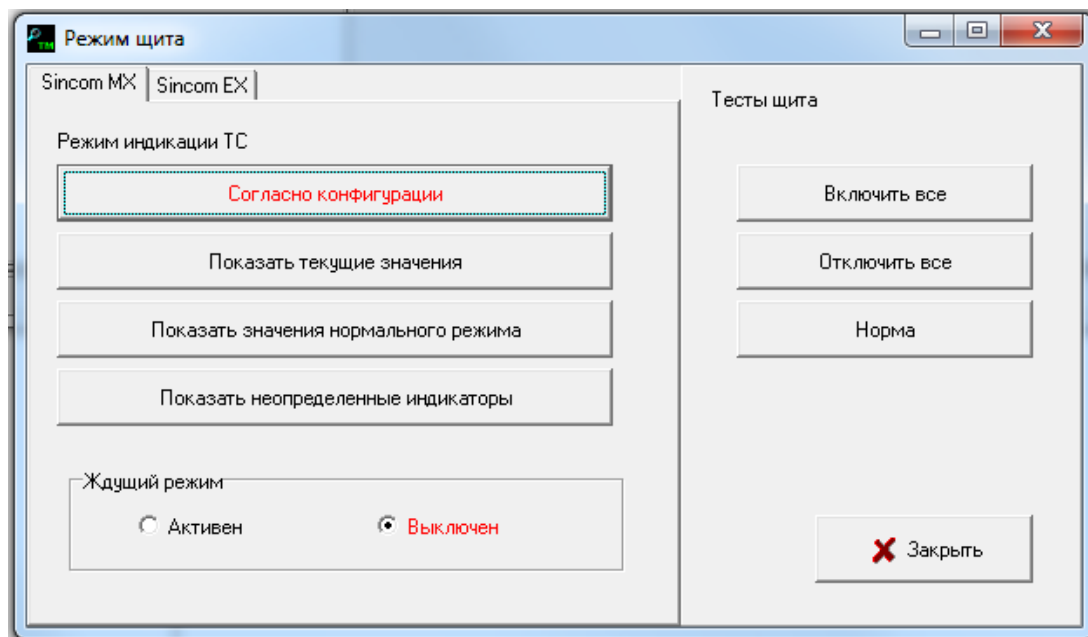 Режим щита
Sincom MX
Sincom EX
Режим индикации ТС
Согласно конфигурации
Показать текущие значения
Показать значения нормального режима
Показать неопределенные индикаторы
Ждущий режим
Активен
Выключен
Тесты щита
Включить все
Отключить все
Норма
Закрыть